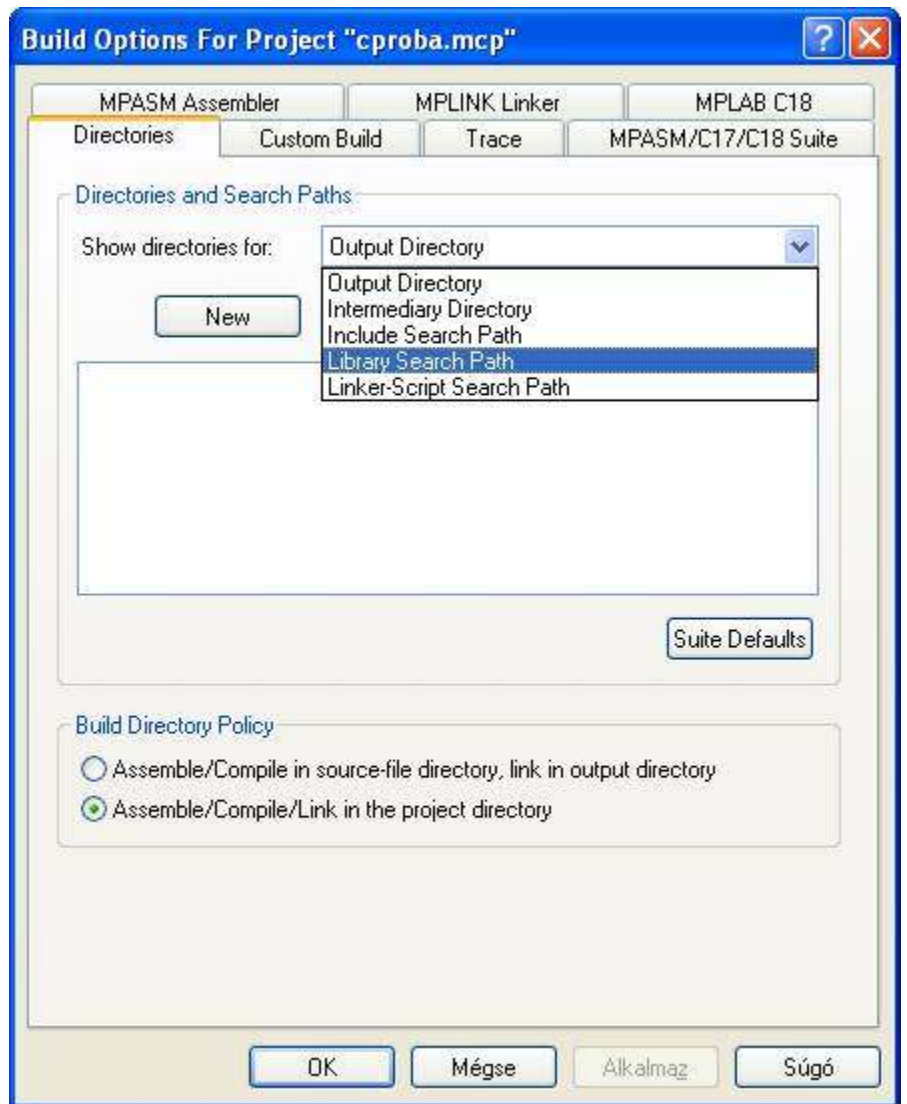 Build Options For Project "cproba.mcp"
MPASM Assembler MPLINK Linker MPLAB C18
Directories Custom Build Trace MPASM/C17/C18 Suite
Directories and Search Paths
Show directories for: Output Directory
Output Directory
Intermediary Directory
New
Include Search Path
Library Search Path
Linker-Script Search Path
Suite Defaults
Build Directory Policy
Assemble/Compile in source-file directory, link in output directory
Assemble/Compile/Link in the project directory
OK Mégse Alkalmaz Súgó